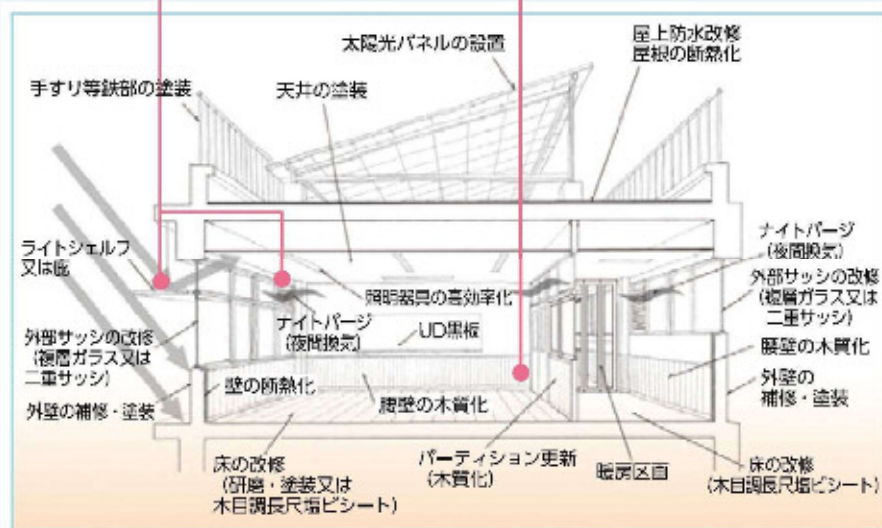 太陽光パネルの設置
屋上防水改修
屋根の断熱化
手すり等鉄部の塗装
天井の塗装
ナイトパージ
(夜間換気)
ライトシェルフ
又は庇
照明器具の高効率化
外部サッシの改修
(複層ガラス又は
二重サッシ)
ナイトパージ
(夜間換気)
UD黒板
外部サッシの改修
(複層ガラス又は
二重サッシ)
腰壁の木質化
壁の断熱化
腰壁の木質化
外壁の
補修・塗装
外壁の補修・塗装
床の改修
(研磨・塗装又は
木目調長尺塩ビシート)
パーティション更新
(木質化)
暖房区画
床の改修
(木目調長尺塩ビシート)